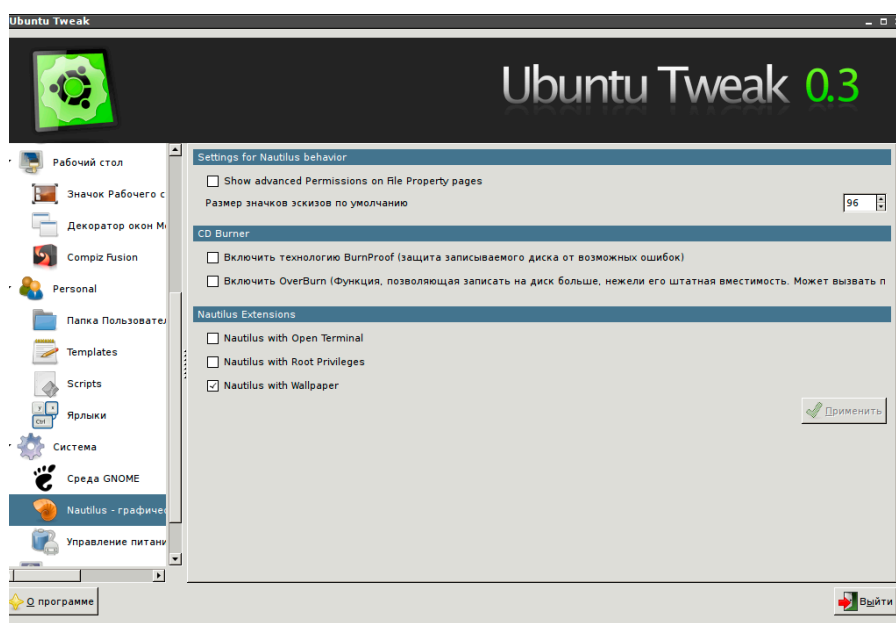 Ubuntu Tweak
Ubuntu Tweak 0.3
Рабочий стол
Значок Рабочего с
Декоратор окон
Compiz Fusion
Personal
Папка Пользовател
Templates
Scripts
Ярлыки
Система
Среда GNOME
Nautilus - графичес
Управление питани
Settings for Nautilus behavior
Show advanced Permissions on File Property pages
Размер значков эскизов по умолчанию
96
CD Burner
Включить технологию BurnProof (защита записываемого диска от возможных ошибок)
Включить OverBurn (Функция, позволяющая записать на диск больше, нежели его штатная вместимость. Может вызвать п
Nautilus Extensions
Nautilus with Open Terminal
Nautilus with Root Privileges
Nautilus with Wallpaper
Применить
О программе
Выйти